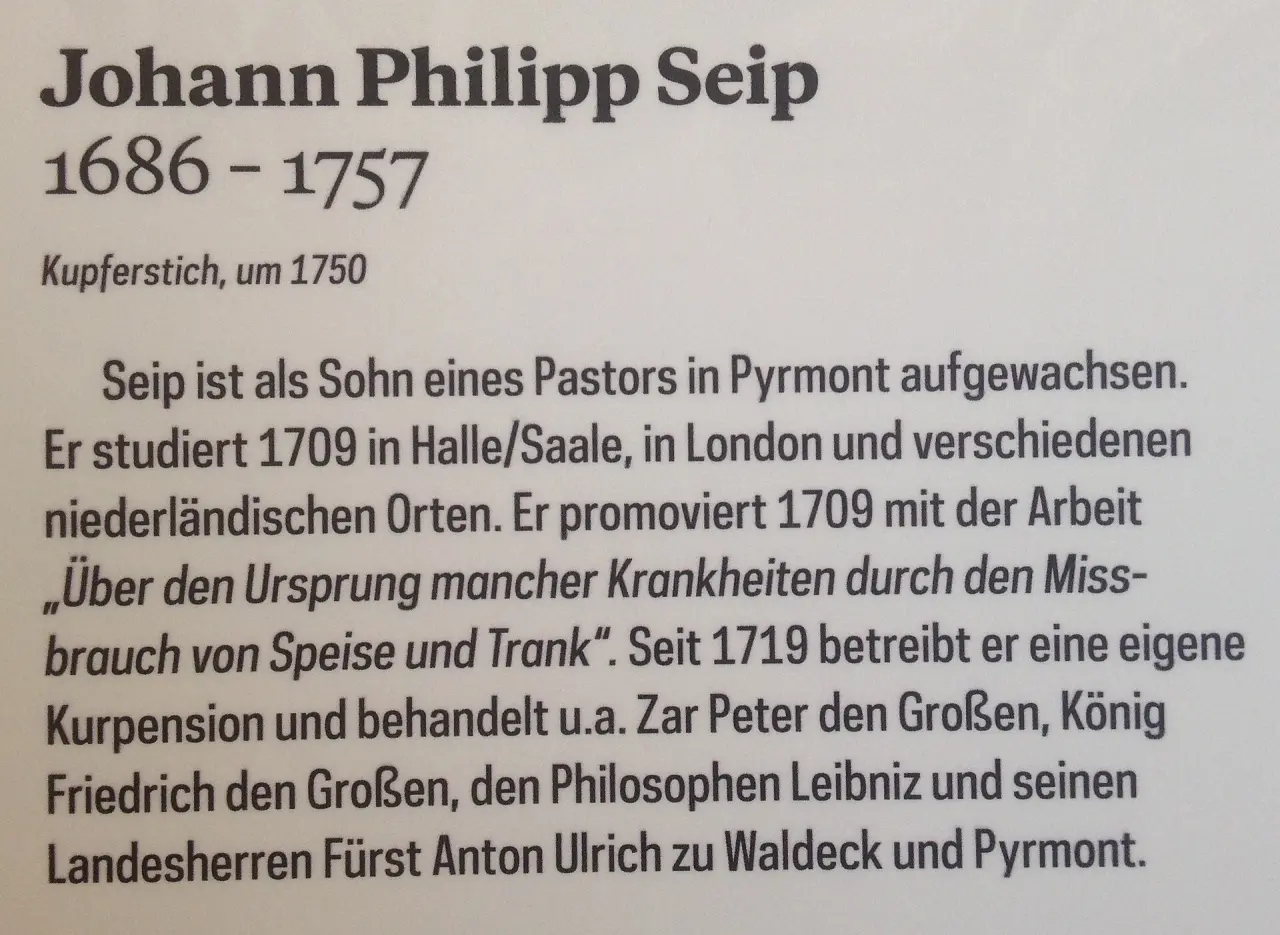 Johann Philipp Seip
1686 – 1757
Kupferstich, um 1750
Seip ist als Sohn eines Pastors in Pyrmont aufgewachsen.
Er studiert 1709 in Halle/Saale, in London und verschiedenen
niederländischen Orten. Er promoviert 1709 mit der Arbeit
„Über den Ursprung mancher Krankheiten durch den Miss-
brauch von Speise und Trank“. Seit 1719 betreibt er eine eigene
Kurpension und behandelt u.a. Zar Peter den Großen, König
Friedrich den Großen, den Philosophen Leibniz und seinen
Landesherren Fürst Anton Ulrich zu Waldeck und Pyrmont.